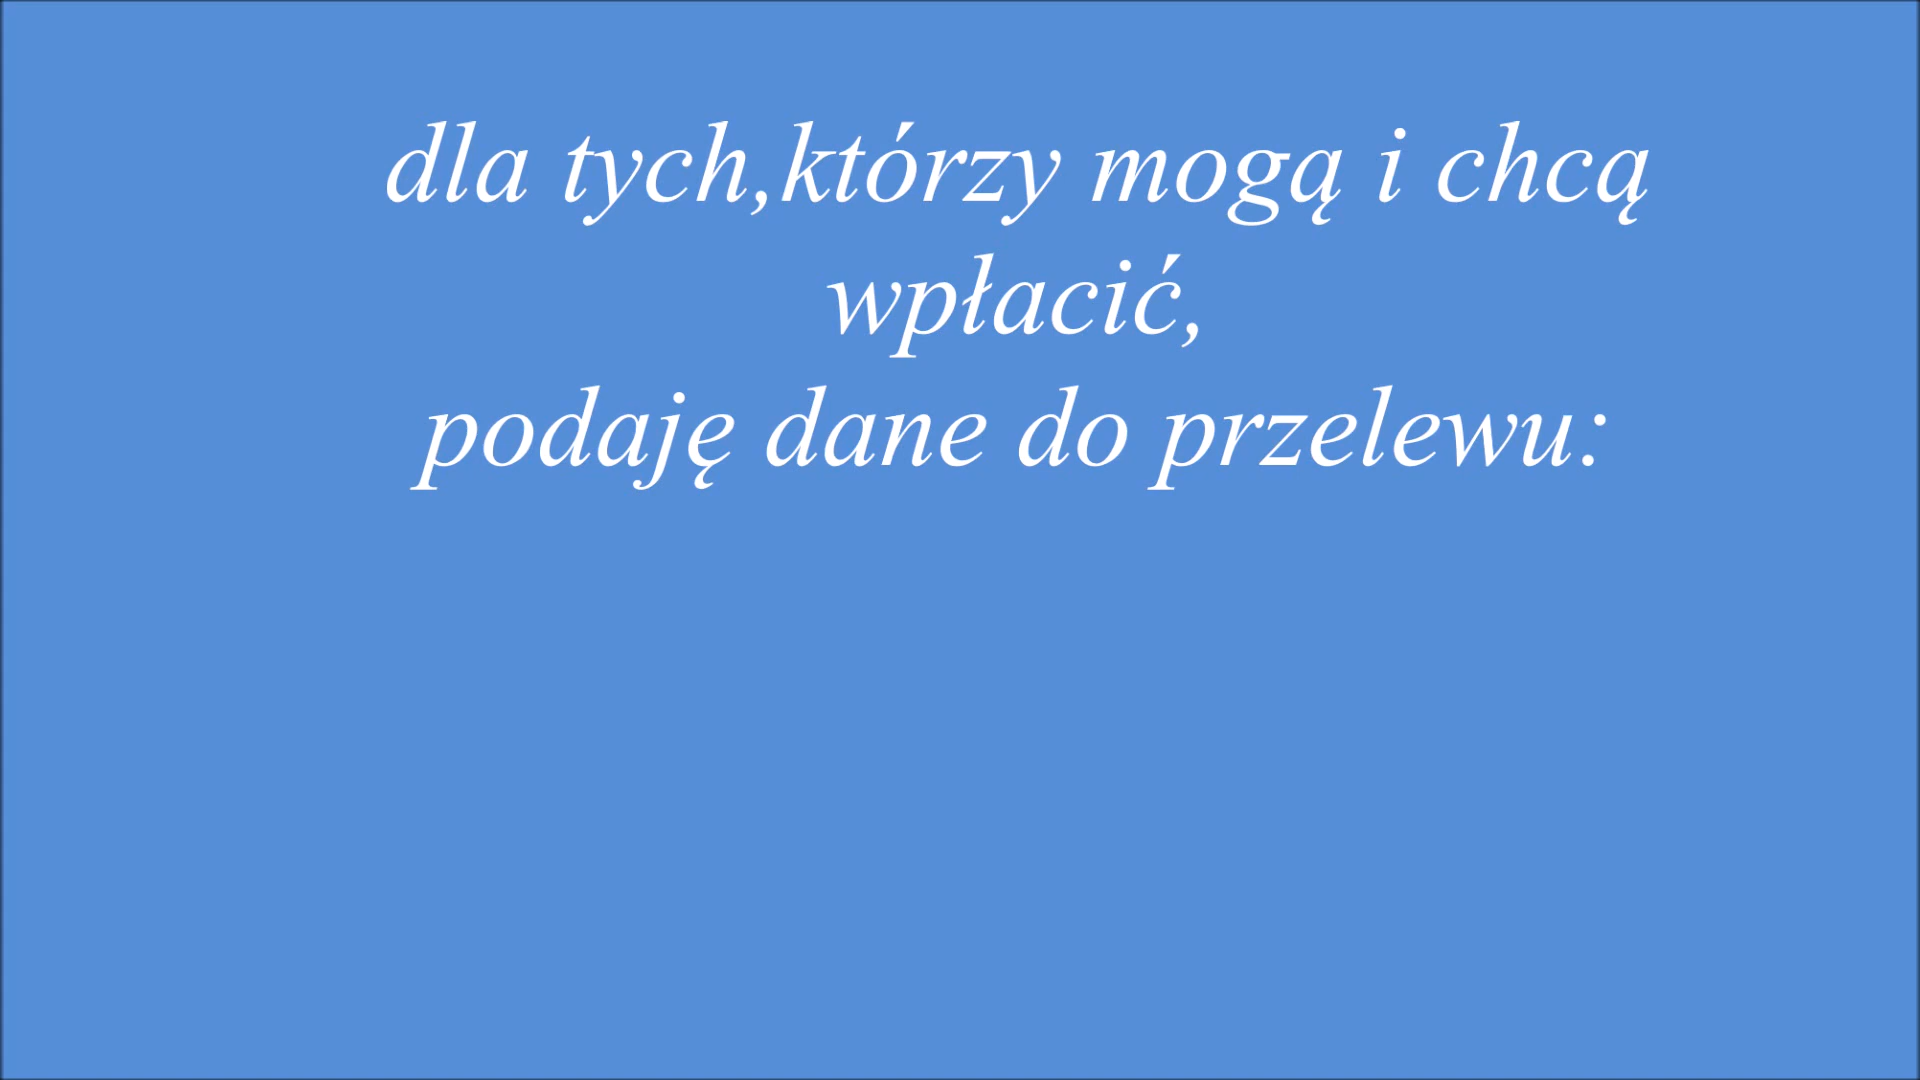 dla tych,którzy mogą i chcą
wpłacić,
podaję dane do przelewu: